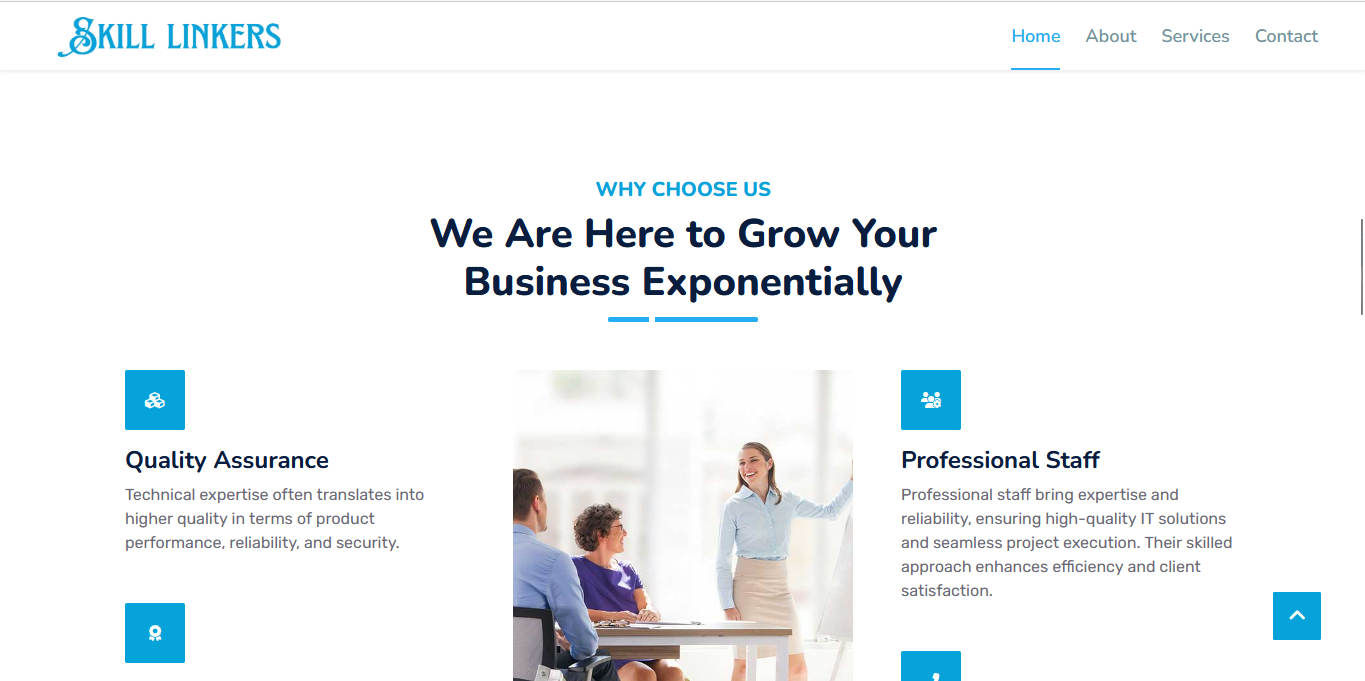 SKILL LINKERS
Home About Services Contact
WHY CHOOSE US
We Are Here to Grow Your
Business Exponentially
Quality Assurance
Technical expertise often translates into
higher quality in terms of product
performance, reliability, and security.
Professional Staff
Professional staff bring expertise and
reliability, ensuring high-quality IT solutions
and seamless project execution. Their skilled
approach enhances efficiency and client
satisfaction.